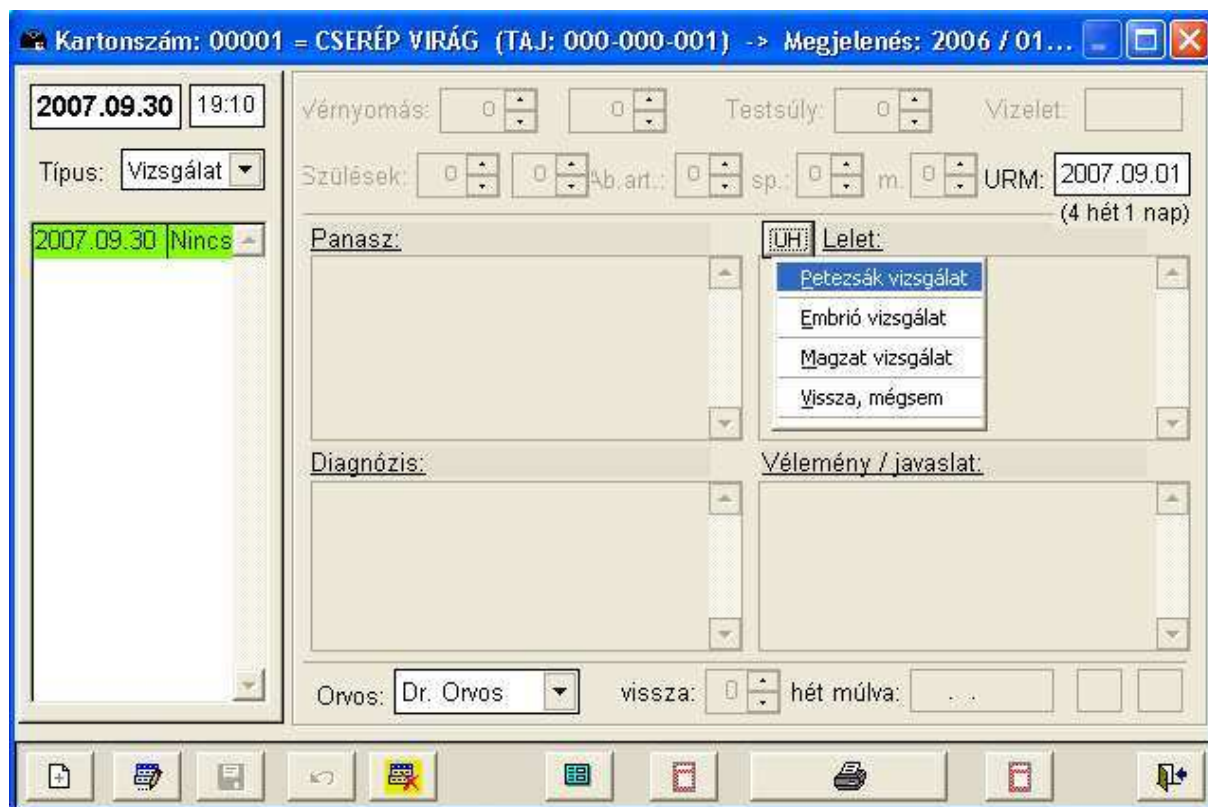 Kartonszám: 00001 = CSERÉP VIRÁG (TAJ: 000-000-001) -> Megjelenés: 2006 / 01...
2007.09.30 19:10
Típus: Vizsgálat
2007.09.30 Nincs
Vérnyomás: 0 0 Testsúly: 0 Vizelet:
Szülések: 0 0 Ab.art.: 0 sp.: 0 m. 0 URM: 2007.09.01
(4 hét 1 nap)
Panasz:
UH Lelet:
Petezsák vizsgálat
Embrió vizsgálat
Magzat vizsgálat
Vissza, mégsem
Diagnózis:
Vélemény / javaslat:
Orvos: Dr. Orvos vissza: 0 hét múlva: . .